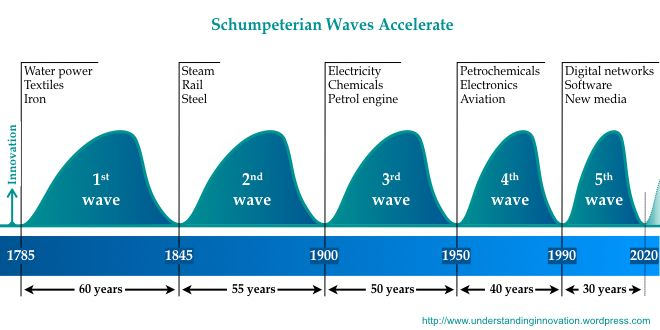 Schumpeterian Waves Accelerate
Water power
Textiles
Iron
Steam
Rail
Steel
Electricity
Chemicals
Petrol engine
Petrochemicals
Electronics
Aviation
Digital networks
Software
New media
Innovation
1st
wave
2nd
wave
3rd
wave
4th
wave
5th
wave
1785 1845 1900 1950 1990 2020
60 years 55 years 50 years 40 years 30 years
http://www.understandinginnovation.wordpress.com